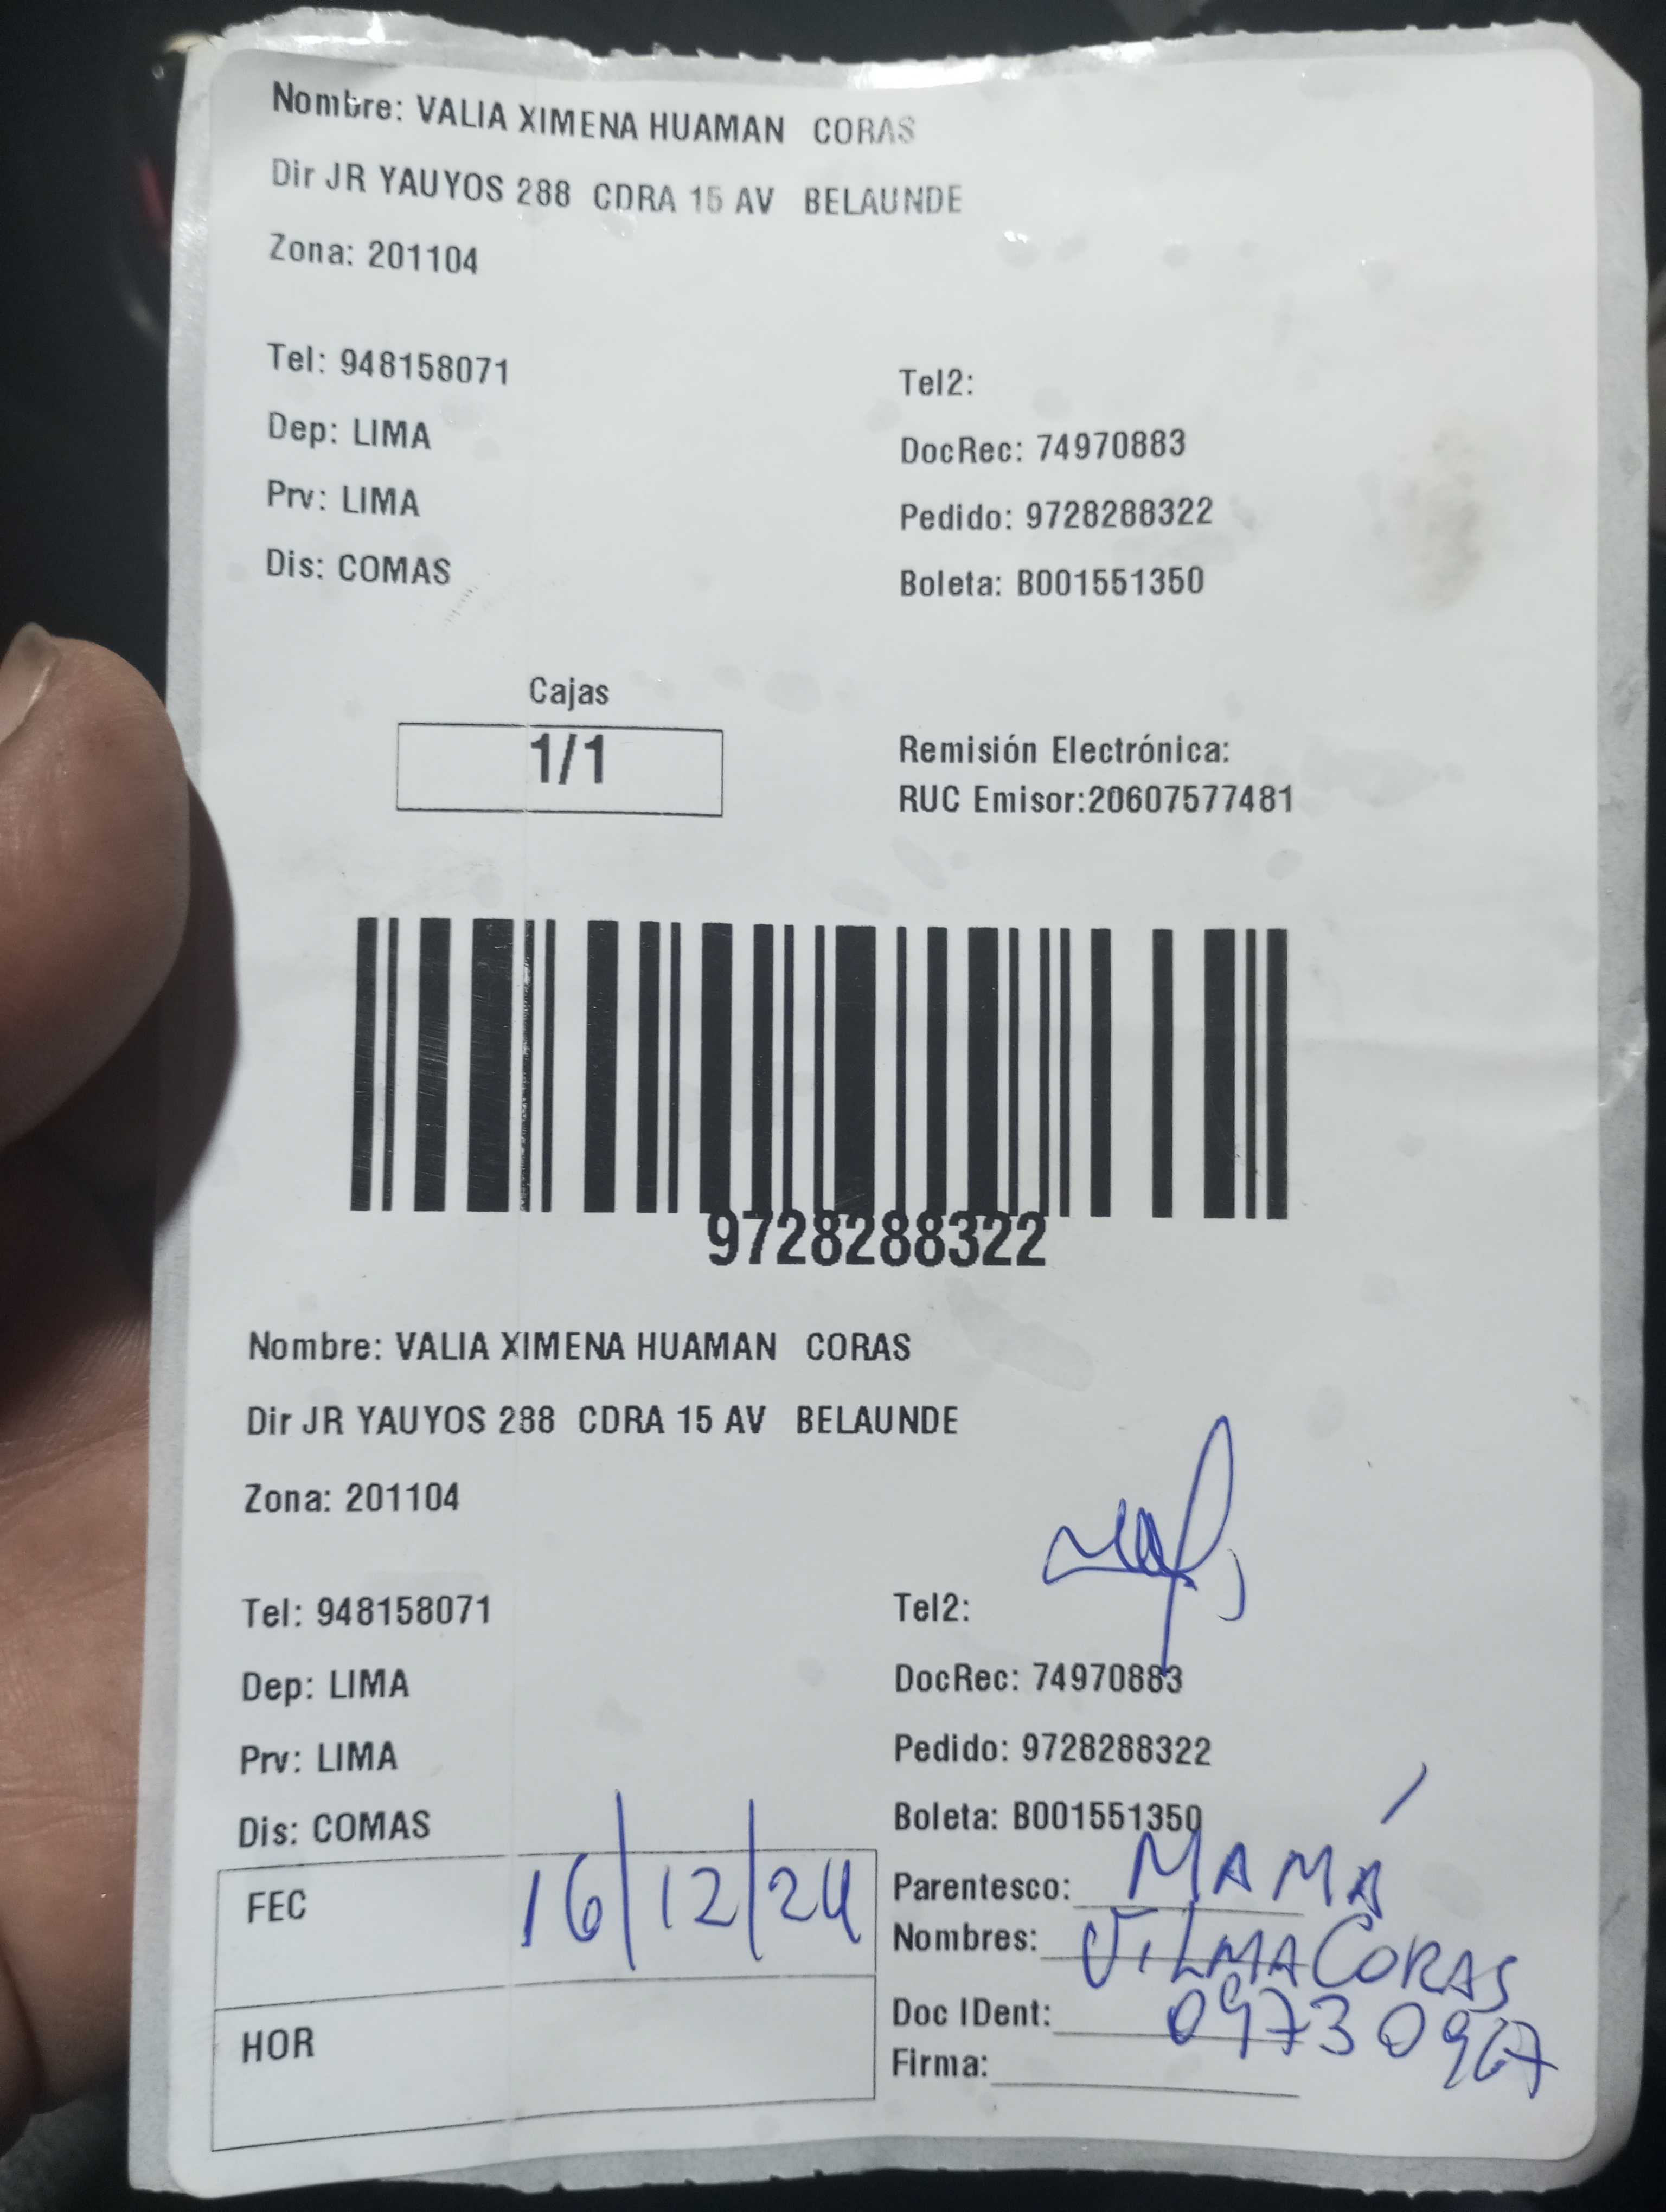 Nombre: VALIA XIMENA HUAMAN CORAS
Dir JR YAUYOS 288 CDRA 15 AV BELAUNDE
Zona: 201104
Tel: 948158071
Tel2:
Dep: LIMA
DocRec: 74970883
Prv: LIMA
Pedido: 9728288322
Dis: COMAS
Boleta: B001551350
Cajas
1/1
Remisión Electrónica:
RUC Emisor:20607577481
9728288322
Nombre: VALIA XIMENA HUAMAN CORAS
Dir JR YAUYOS 288 CDRA 15 AV BELAUNDE
Zona: 201104
Tel: 948158071
Tel2:
Dep: LIMA
DocRec: 74970883
Prv: LIMA
Pedido: 9728288322
Dis: COMAS
Boleta: B001551350
FEC 16/12/24
Parentesco: MAMÁ
Nombres: VILMA CORAS
HOR
Doc IDent: 09730967
Firma: